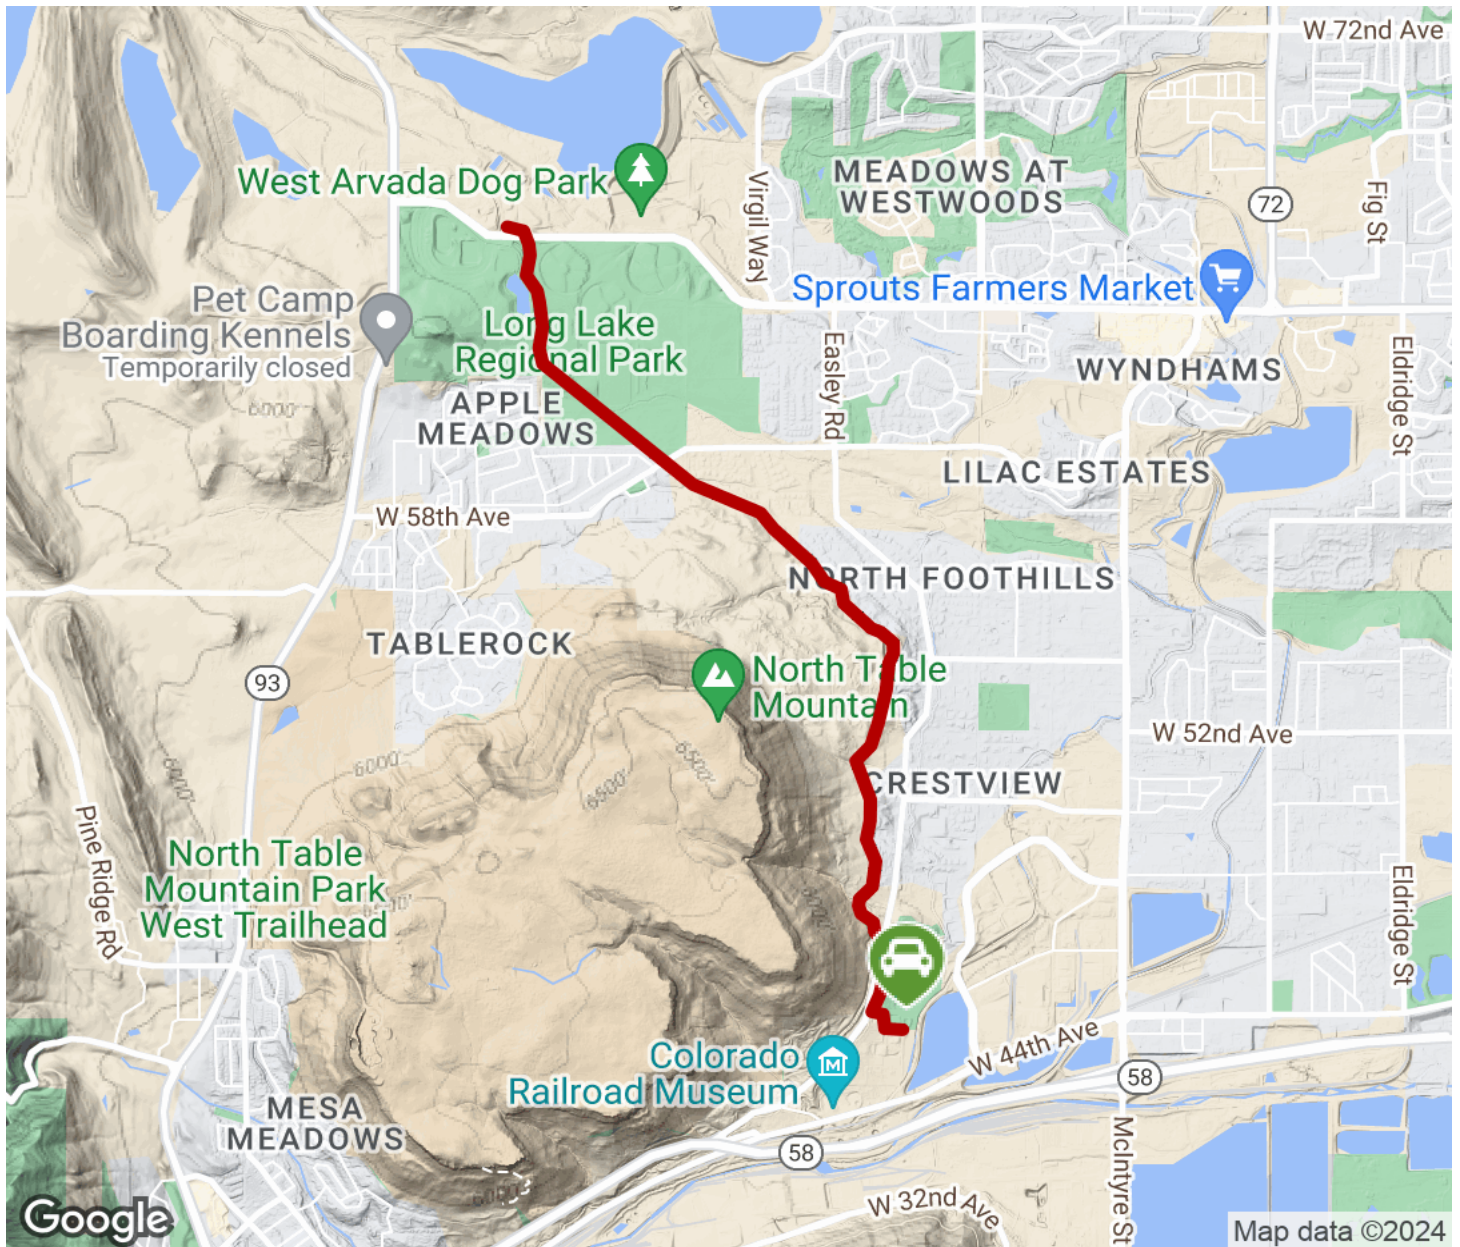 W 72nd Ave
West Arvada Dog Park
MEADOWS AT
WESTWOODS
Virgil Way
72
Fig St
Pet Camp
Boarding Kennels
Temporarily closed
Sprouts Farmers Market
Long Lake
Regional Park
Easley Rd
WYNDHAMS
Eldridge St
6000'
APPLE
MEADOWS
LILAC ESTATES
W 58th Ave
NORTH FOOTHILLS
TABLEROCK
93
North Table
Mountain
W 52nd Ave
6000'
6000'
6500'
6500'
CRESTVIEW
Pine Ridge Rd
North Table
Mountain Park
West Trailhead
Eldridge St
W 44th Ave
Colorado
Railroad Museum
M
58
MESA
MEADOWS
58
McIntyre St
6000'
W 32nd Ave
Google
Map data ©2024